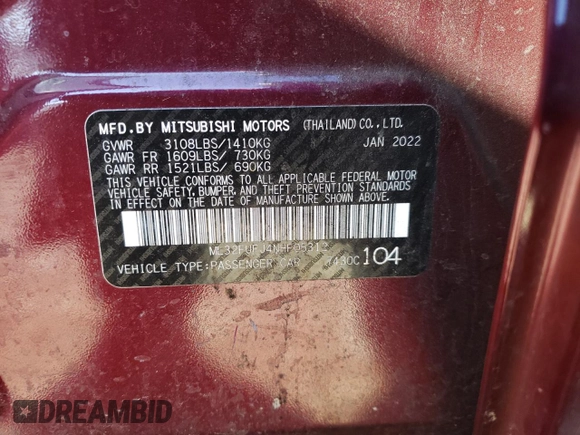 MFD.BY MITSUBISHI MOTORS (THAILAND) CO., LTD.
GVWR 3108LBS/1410KG JAN 2022
GAWR FR 1609LBS/ 730KG
GAWR RR 1521LBS/ 690KG
THIS VEHICLE CONFORMS TO ALL APPLICABLE FEDERAL MOTOR
VEHICLE SAFETY, BUMPER, AND THEFT PREVENTION STANDARDS
IN EFFECT ON THE DATE OF MANUFACTURE SHOWN ABOVE.
VEHICLE TYPE:PASSENGER CAR 104
DREAMBID